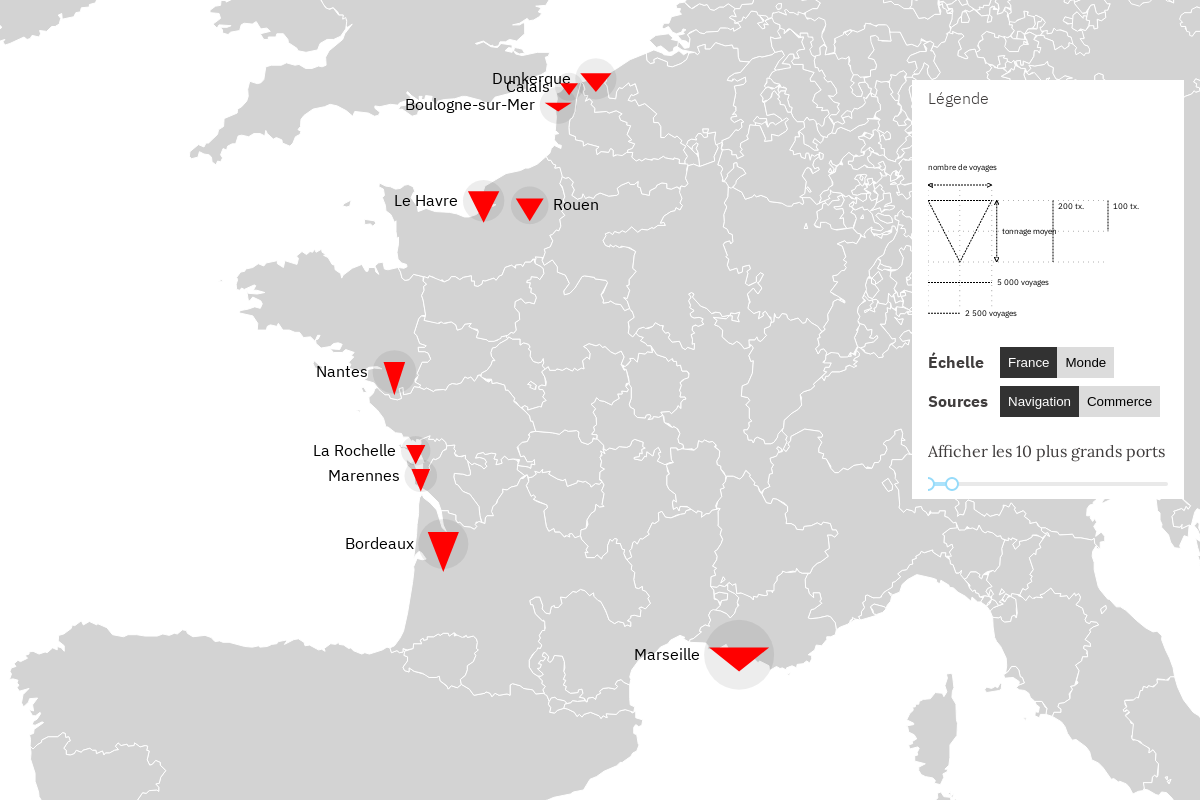 Dunkerque
Calais
Boulogne-sur-Mer
Le Havre
Rouen
Nantes
La Rochelle
Marennes
Bordeaux
Marseille
Légende
nombre de voyages
200 tx.
100 tx.
tonnage moyen
5 000 voyages
2 500 voyages
Échelle France Monde
Sources Navigation Commerce
Afficher les 10 plus grands ports